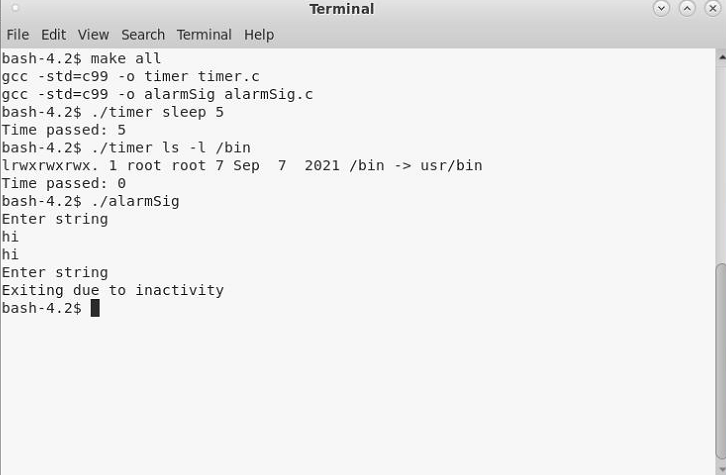 Terminal
File Edit View Search Terminal Help
bash-4.2$ make all
gcc -std=c99 -o timer timer.c
gcc -std=c99 -o alarmSig alarmSig.c
bash-4.2$ ./timer sleep 5
Time passed: 5
bash-4.2$ ./timer ls -l /bin
lrwxrwxrwx. 1 root root 7 Sep  7  2021 /bin -> usr/bin
Time passed: 0
bash-4.2$ ./alarmSig
Enter string
hi
hi
Enter string
Exiting due to inactivity
bash-4.2$